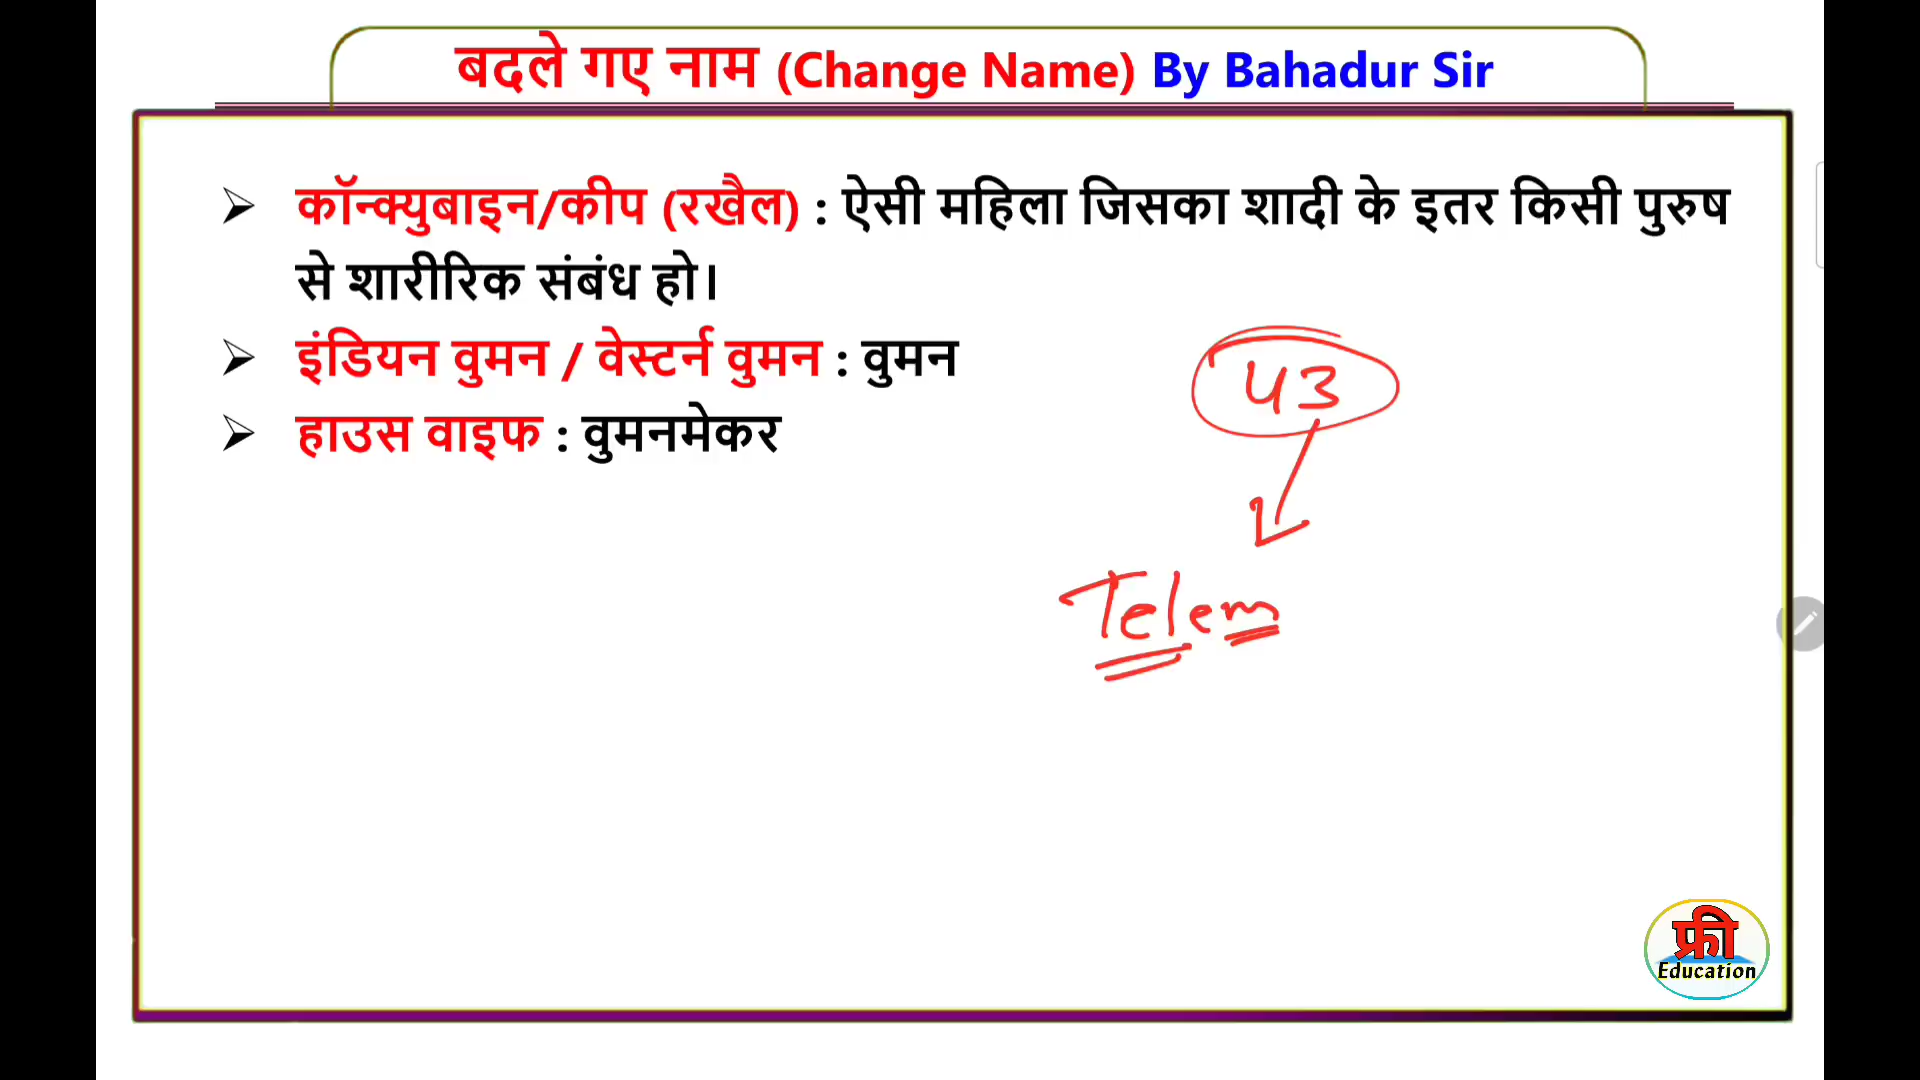 बदले गए नाम (Change Name) By Bahadur Sir
➢ कॉन्क्युबाइन/कीप (रखैल) : ऐसी महिला जिसका शादी के इतर किसी पुरुष
से शारीरिक संबंध हो।
➢ इंडियन वुमन / वेस्टर्न वुमन : वुमन
➢ हाउस वाइफ : वुमनमेकर
43
Telem
फ्री
Education